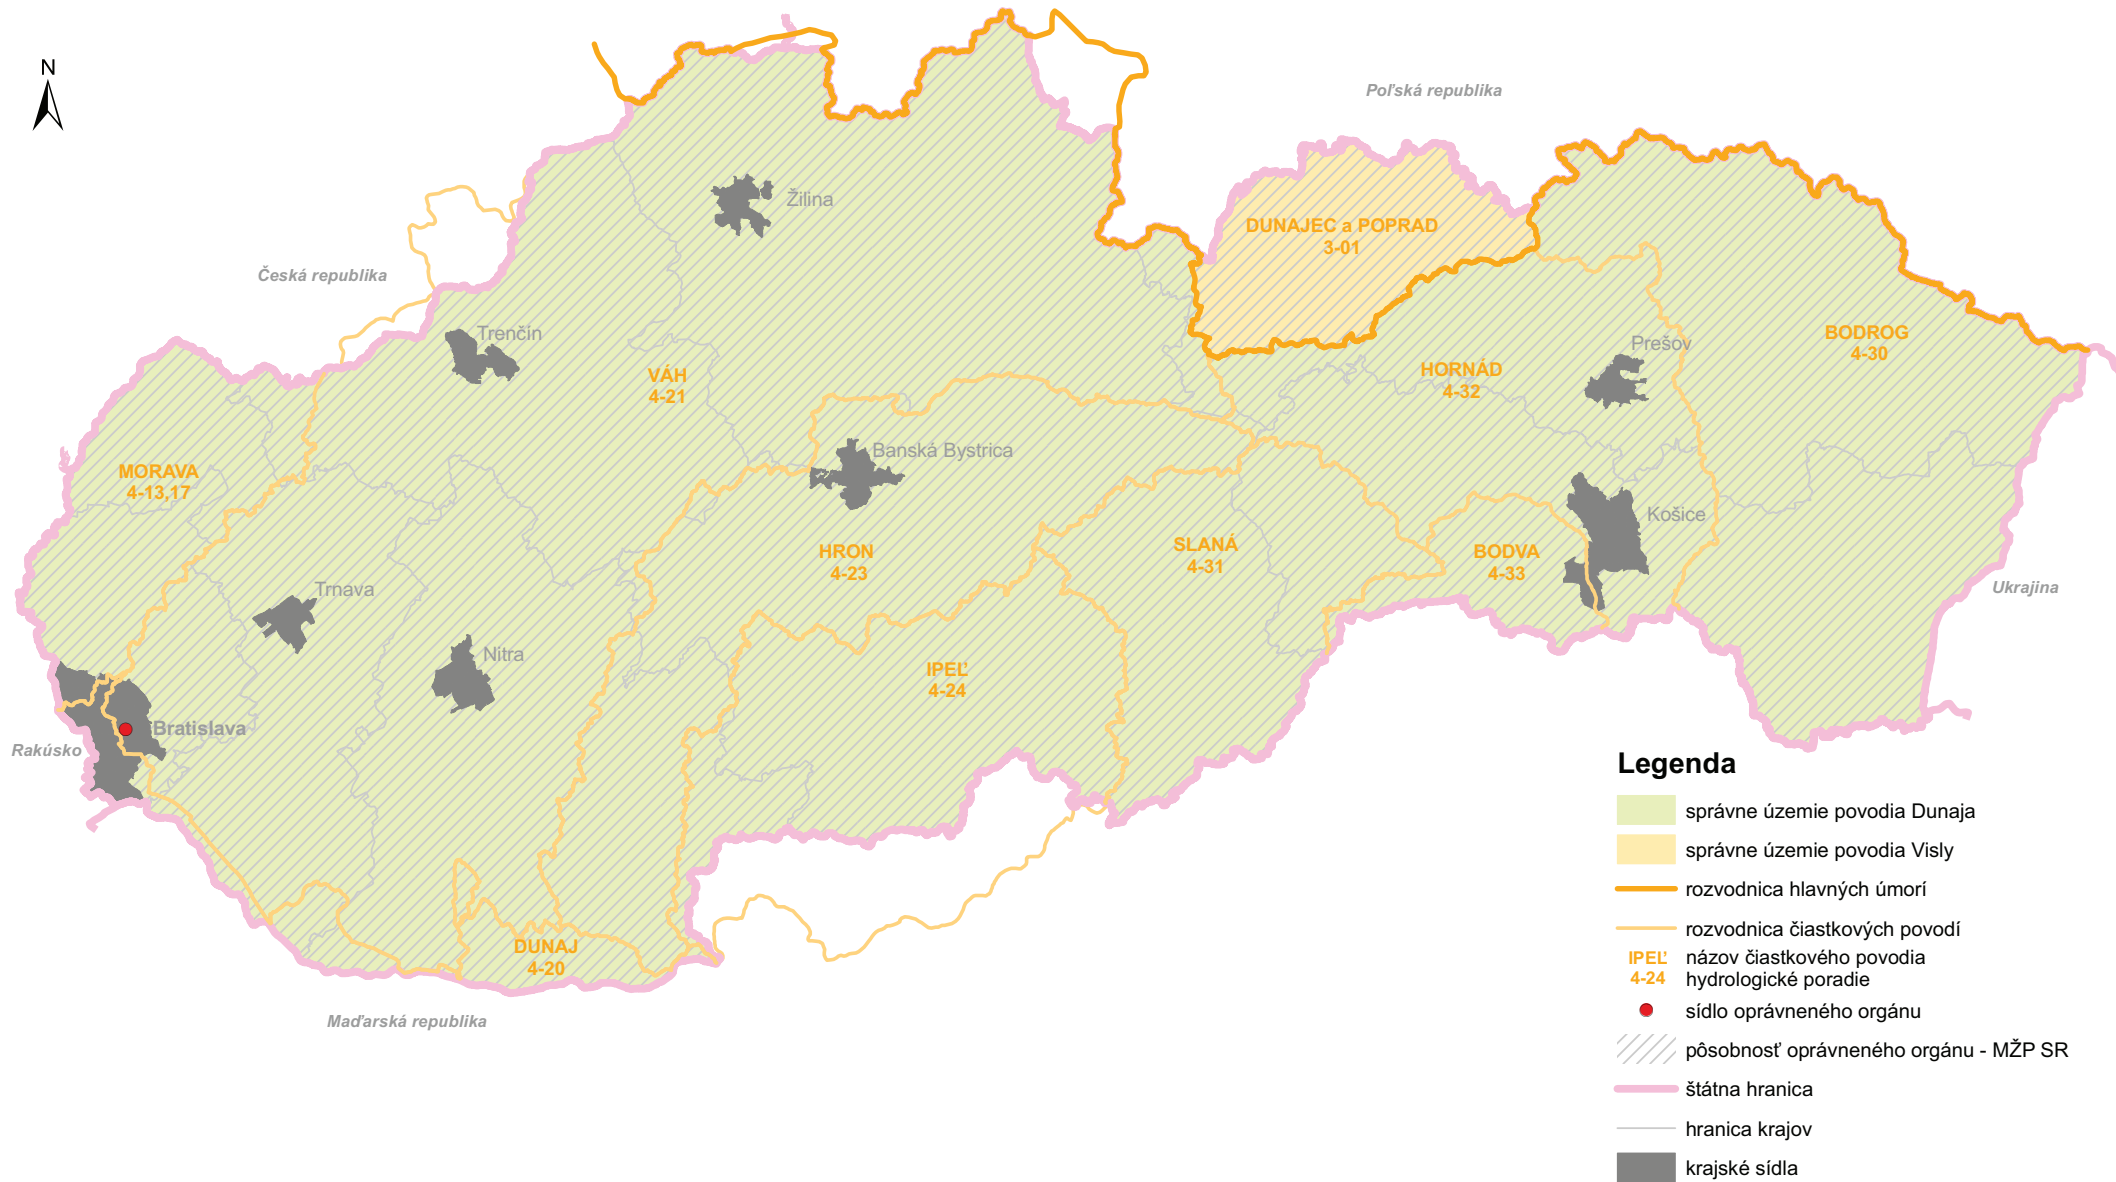 N
Poľská republika
Žilina
DUNAJEC a POPRAD
3-01
Česká republika
Trenčín
BODROG
4-30
Prešov
VÁH
4-21
HORNÁD
4-32
Banská Bystrica
MORAVA
4-13,17
Košice
HRON
4-23
SLANÁ
4-31
BODVA
4-33
Trnava
Ukrajina
Nitra
IPEĽ
4-24
Bratislava
Rakúsko
DUNAJ
4-20
Maďarská republika
Legenda
správne územie povodia Dunaja
správne územie povodia Visly
rozvodnica hlavných úmorí
rozvodnica čiastkových povodí
IPEĽ názov čiastkového povodia
4-24 hydrologické poradie
sídlo oprávneného orgánu
pôsobnosť oprávneného orgánu - MŽP SR
štátna hranica
hranica krajov
krajské sídla